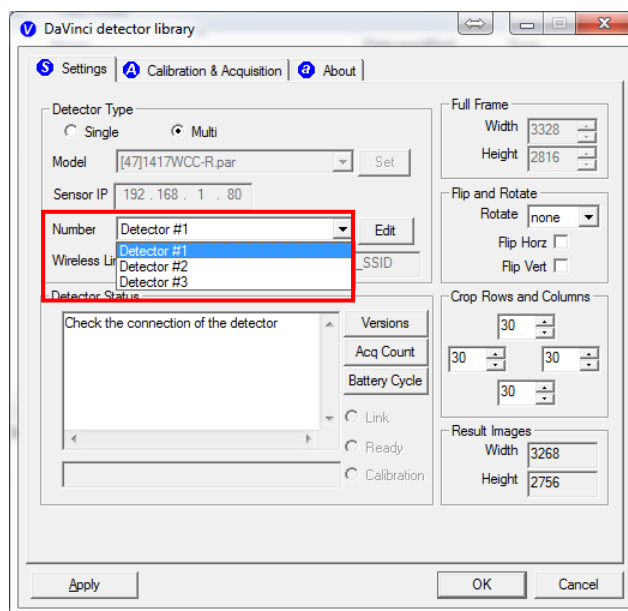 DaVinci detector library
Settings
Calibration & Acquisition
About
Detector Type
Single
Multi
Model
[47]1417WCC-R.par
Set
Sensor IP
192 . 168 . 1 . 80
Number
Detector #1
Edit
Detector #1
Detector #2
Detector #3
Wireless
_SSID
Detector Status
Check the connection of the detector
Versions
Acq Count
Battery Cycle
Link
Ready
Calibration
Full Frame
Width 3328
Height 2816
Flip and Rotate
Rotate none
Flip Horz
Flip Vert
Crop Rows and Columns
30
30 30
30
Result Images
Width 3268
Height 2756
Apply
OK
Cancel